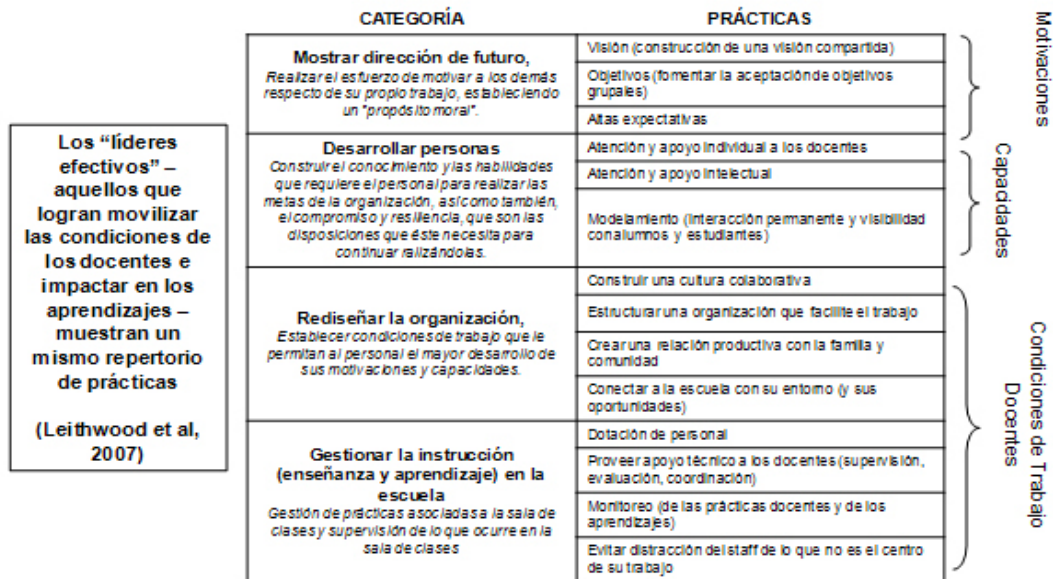 CATEGORÍA
PRÁCTICAS
Los “líderes
efectivos” –
aquellos que
logran movilizar
las condiciones de
los docentes e
impactar en los
aprendizajes –
muestran un
mismo repertorio
de prácticas
(Leithwood et al,
2007)
Mostrar dirección de futuro,
Realizar el esfuerzo de motivar a los demás
respecto de su propio trabajo, estableciendo
un "propósito moral".
Visión (construcción de una visión compartida)
Objetivos (fomentar la aceptación de objetivos
grupales)
Altas expectativas
Motivaciones
Desarrollar personas
Construir el conocimiento y las habilidades
que requiere el personal para realizar las
metas de la organización, así como también,
el compromiso y resiliencia, que son las
disposiciones que éste necesita para
continuar ralizándolas.
Atención y apoyo individual a los docentes
Atención y apoyo intelectual
Modelamiento (interacción permanente y visibilidad
con alumnos y estudiantes)
Capacidades
Rediseñar la organización,
Establecer condiciones de trabajo que le
permitan al personal el mayor desarrollo de
sus motivaciones y capacidades.
Construir una cultura colaborativa
Estructurar una organización que facilite el trabajo
Crear una relación productiva con la familia y
comunidad
Conectar a la escuela con su entorno (y sus
oportunidades)
Gestionar la instrucción
(enseñanza y aprendizaje) en la
escuela
Gestión de prácticas asociadas a la sala de
clases y supervisión de lo que ocurre en la
sala de clases
Dotación de personal
Proveer apoyo técnico a los docentes (supervisión,
evaluación, coordinación)
Monitoreo (de las prácticas docentes y de los
aprendizajes)
Evitar distracción del staff de lo que no es el centro
de su trabajo
Condiciones de Trabajo
Docentes